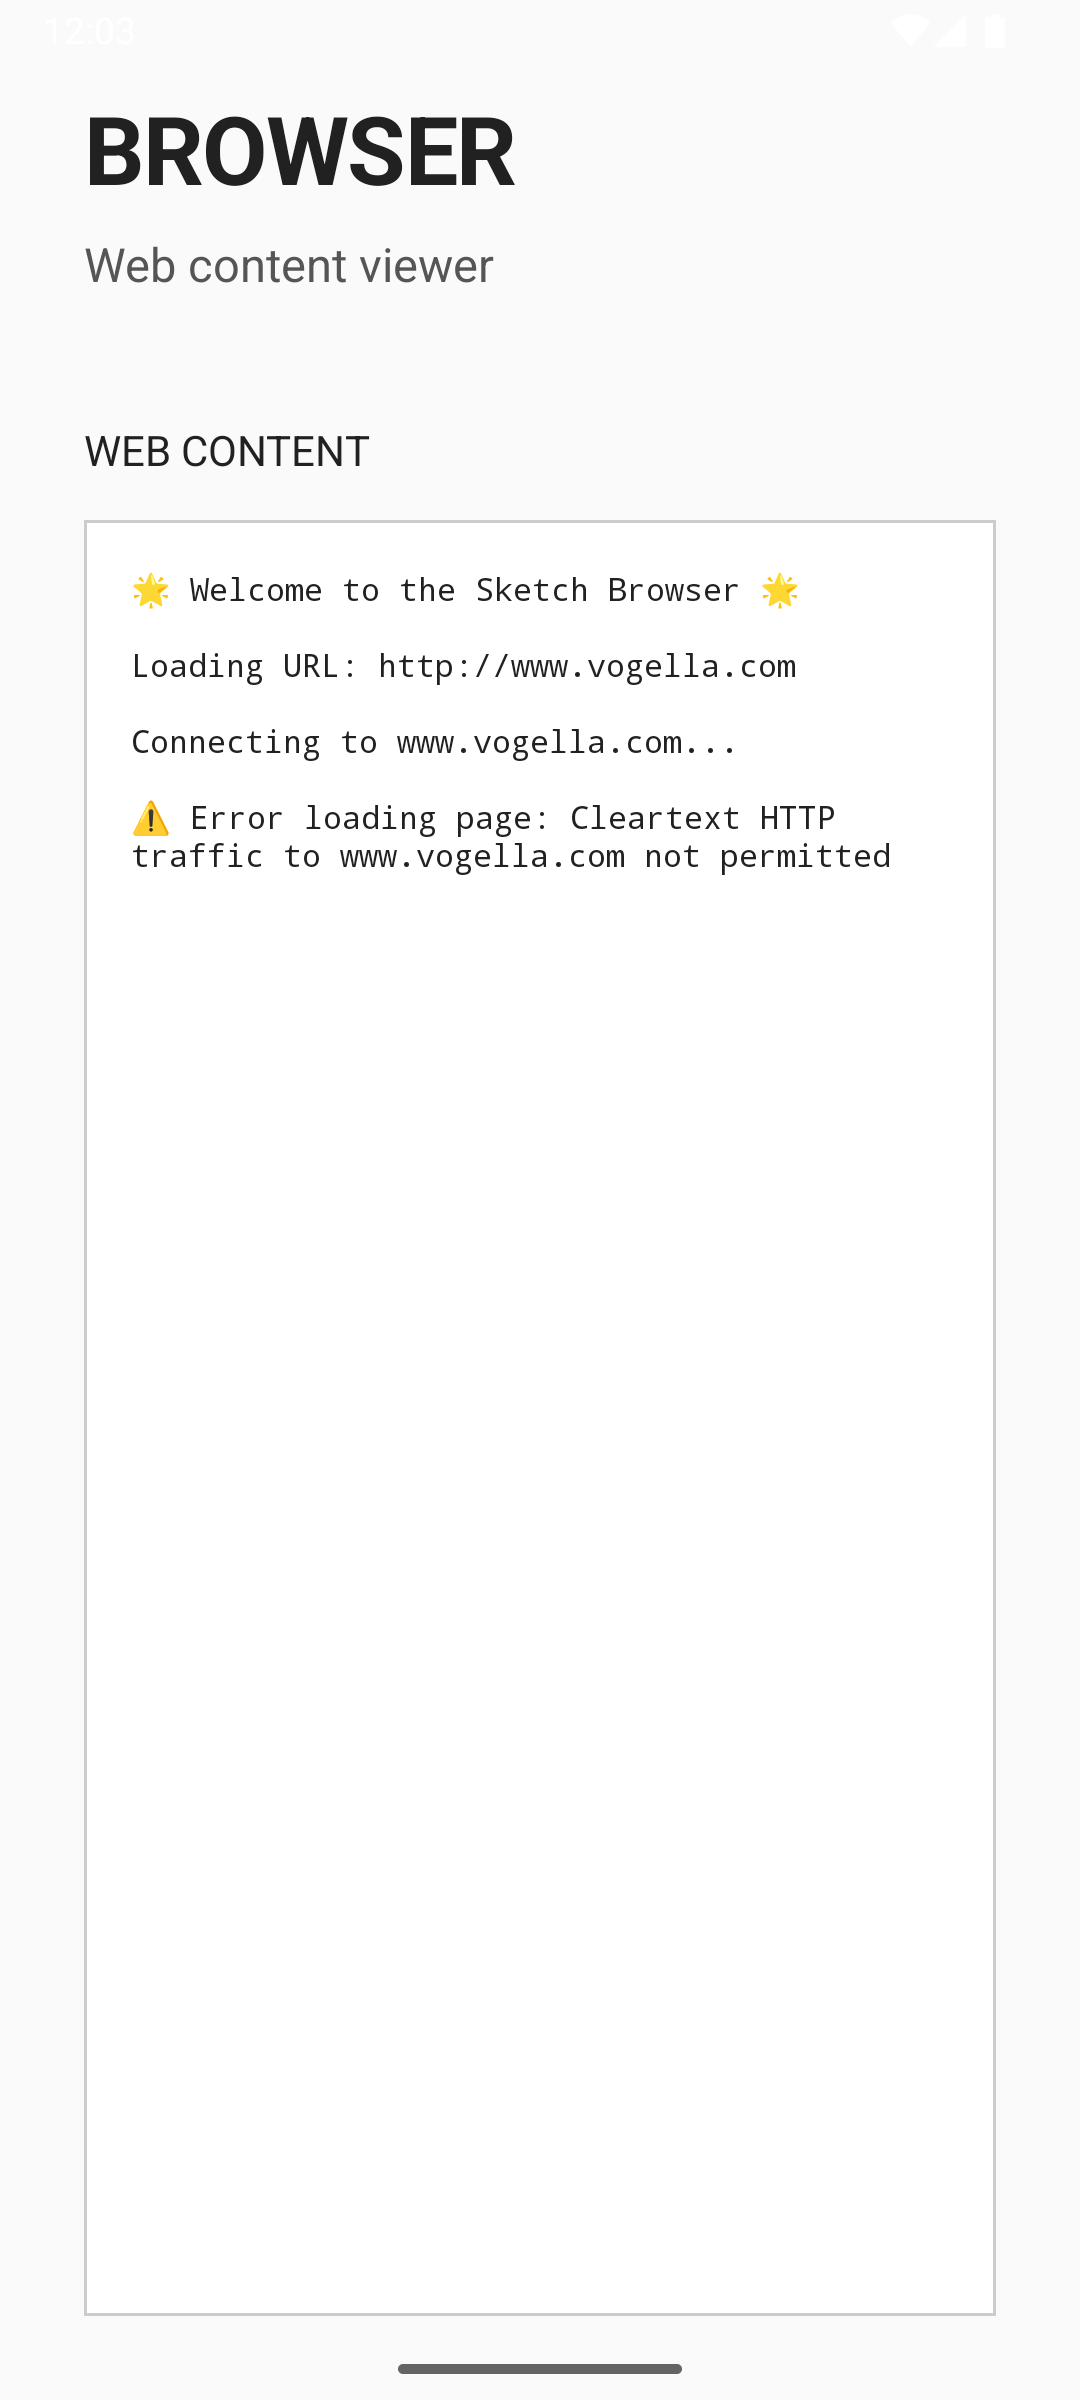 12:03
BROWSER
Web content viewer
WEB CONTENT
🌟 Welcome to the Sketch Browser 🌟
Loading URL: http://www.vogella.com
Connecting to www.vogella.com...
⚠️ Error loading page: Cleartext HTTP
traffic to www.vogella.com not permitted